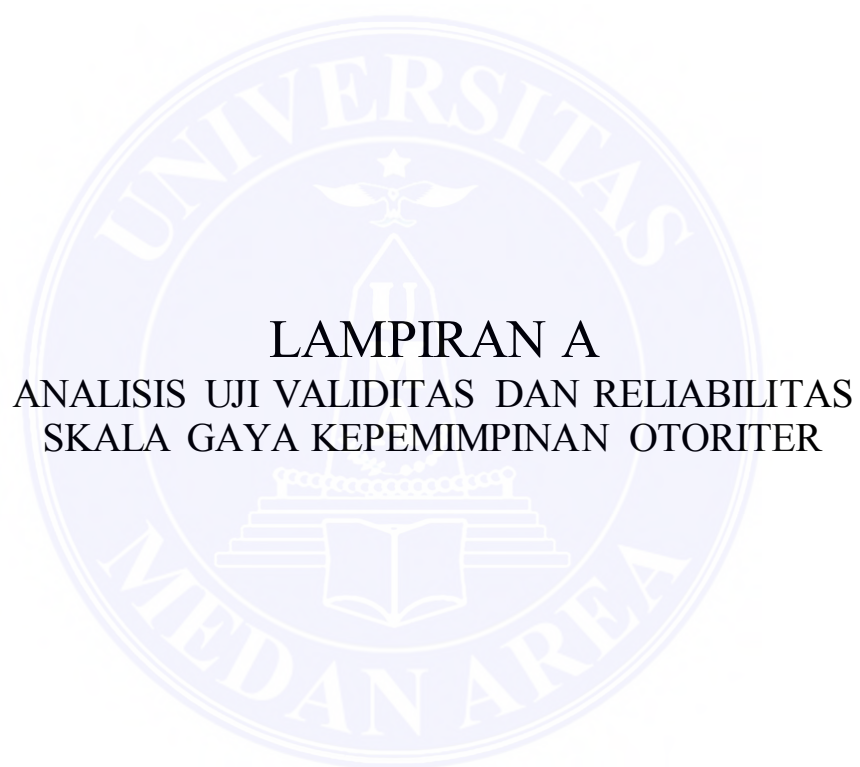 UNIVERSITAS
LAMPIRAN A
ANALISIS UJI VALIDITAS DAN RELIABILITAS
SKALA GAYA KEPEMIMPINAN OTORITER
MEDAN AREA